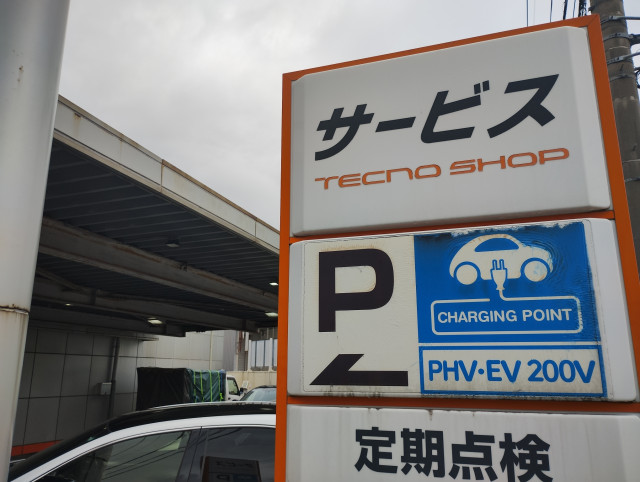 サービス
TECNO SHOP
P
CHARGING POINT
PHV・EV 200V
定期点検